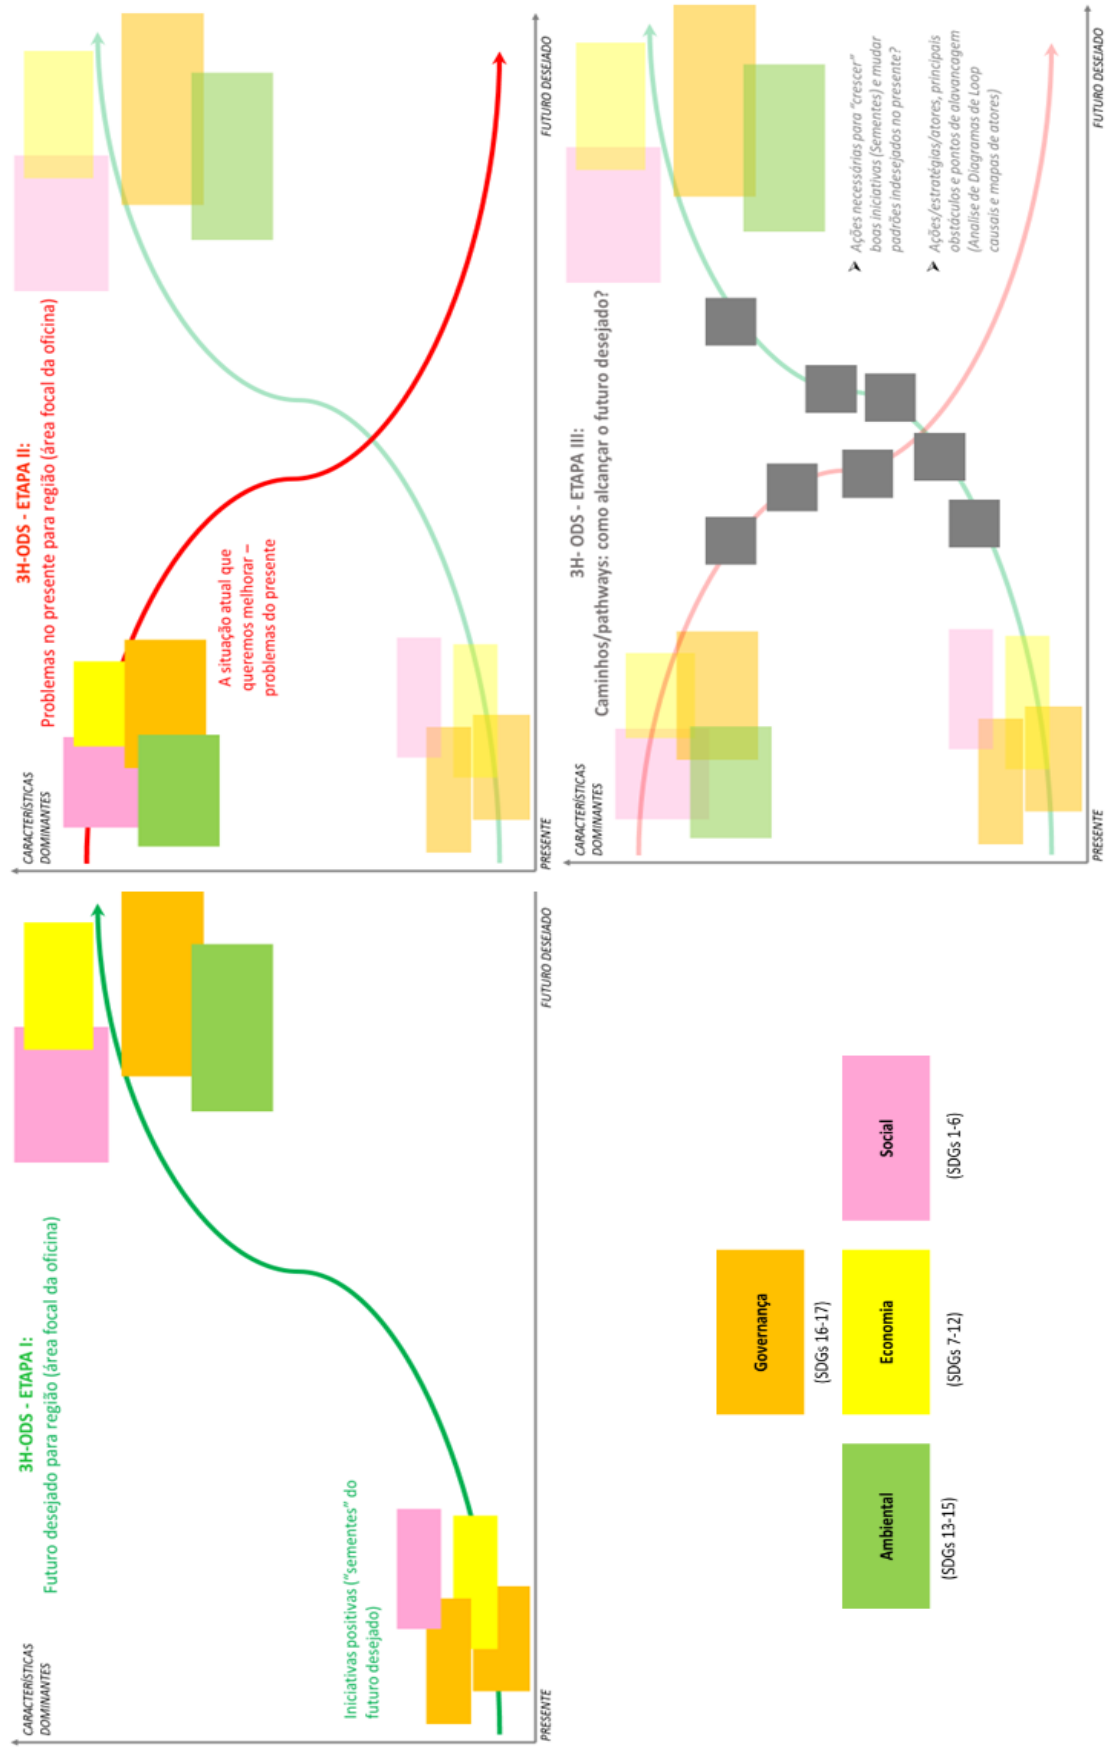 3H-ODS - ETAPA I:
Futuro desejado para região (área focal da oficina)
CARACTERÍSTICAS
DOMINANTES
Iniciativas positivas ("sementes" do
futuro desejado)
PRESENTE
FUTURO DESEJADO
3H-ODS - ETAPA II:
Problemas no presente para região (área focal da oficina)
CARACTERÍSTICAS
DOMINANTES
A situação atual que
queremos melhorar –
problemas do presente
PRESENTE
FUTURO DESEJADO
Governança
(SDGs 16-17)
Ambiental
(SDGs 13-15)
Economia
(SDGs 7-12)
Social
(SDGs 1-6)
3H- ODS - ETAPA III:
Caminhos/pathways: como alcançar o futuro desejado?
CARACTERÍSTICAS
DOMINANTES
➤ Ações necessárias para "crescer"
boas iniciativas (Sementes) e mudar
padrões indesejados no presente?
➤ Ações/estratégias/atores, principais
obstáculos e pontos de alavancagem
(Analise de Diagramas de Loop
causais e mapas de atores)
PRESENTE
FUTURO DESEJADO